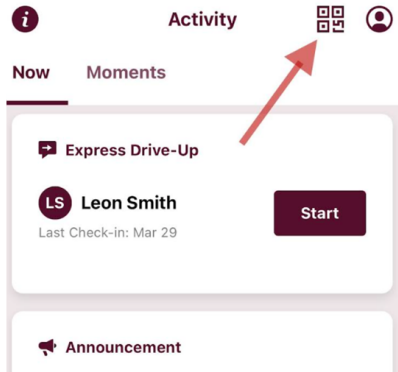 i
Activity
Now Moments
Express Drive-Up
LS Leon Smith
Last Check-in: Mar 29
Start
Announcement